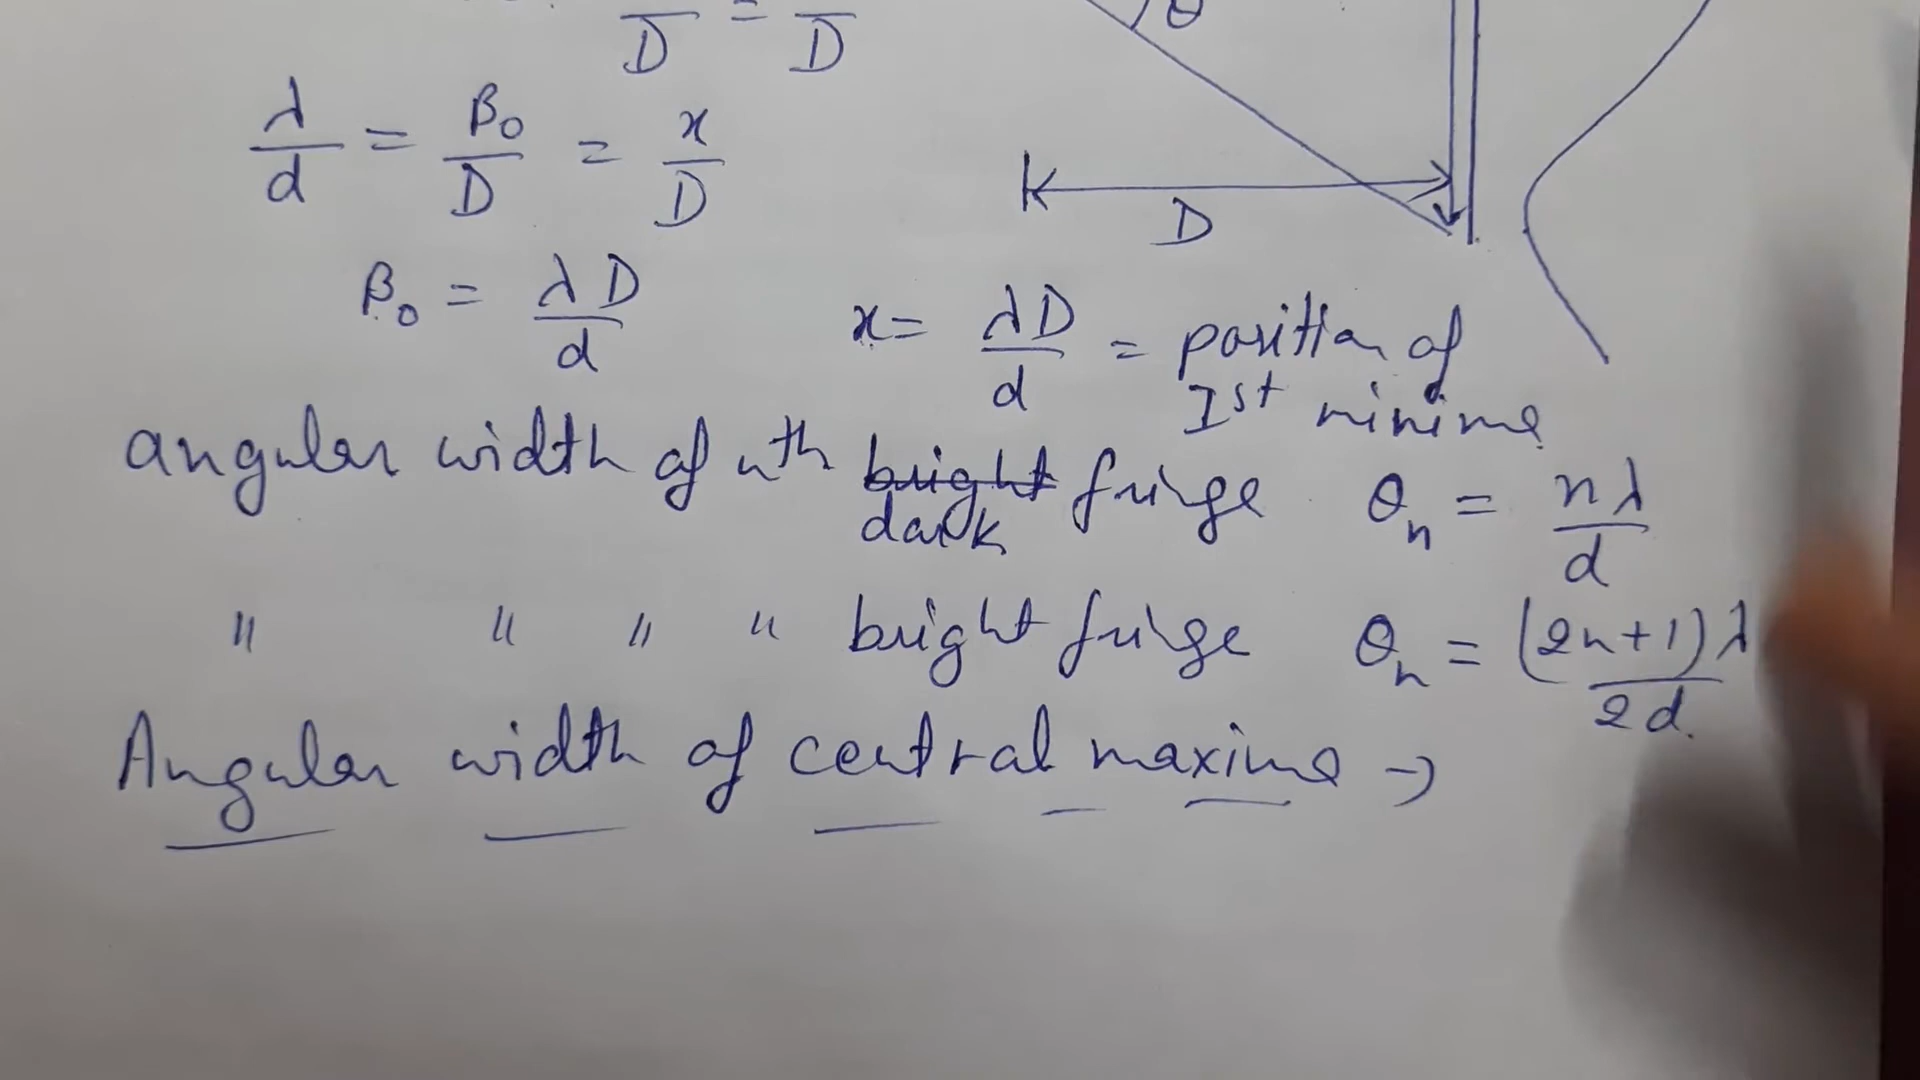 D = D θ
λ/d = β₀/D = x/D
D
β₀ = λD/d x = λD/d = position of
Ist minima
angular width of nth bright fringe θn = nλ/d
dark
" " " " bright fringe θn = (2n+1)λ/2d.
Angular width of central maxima →